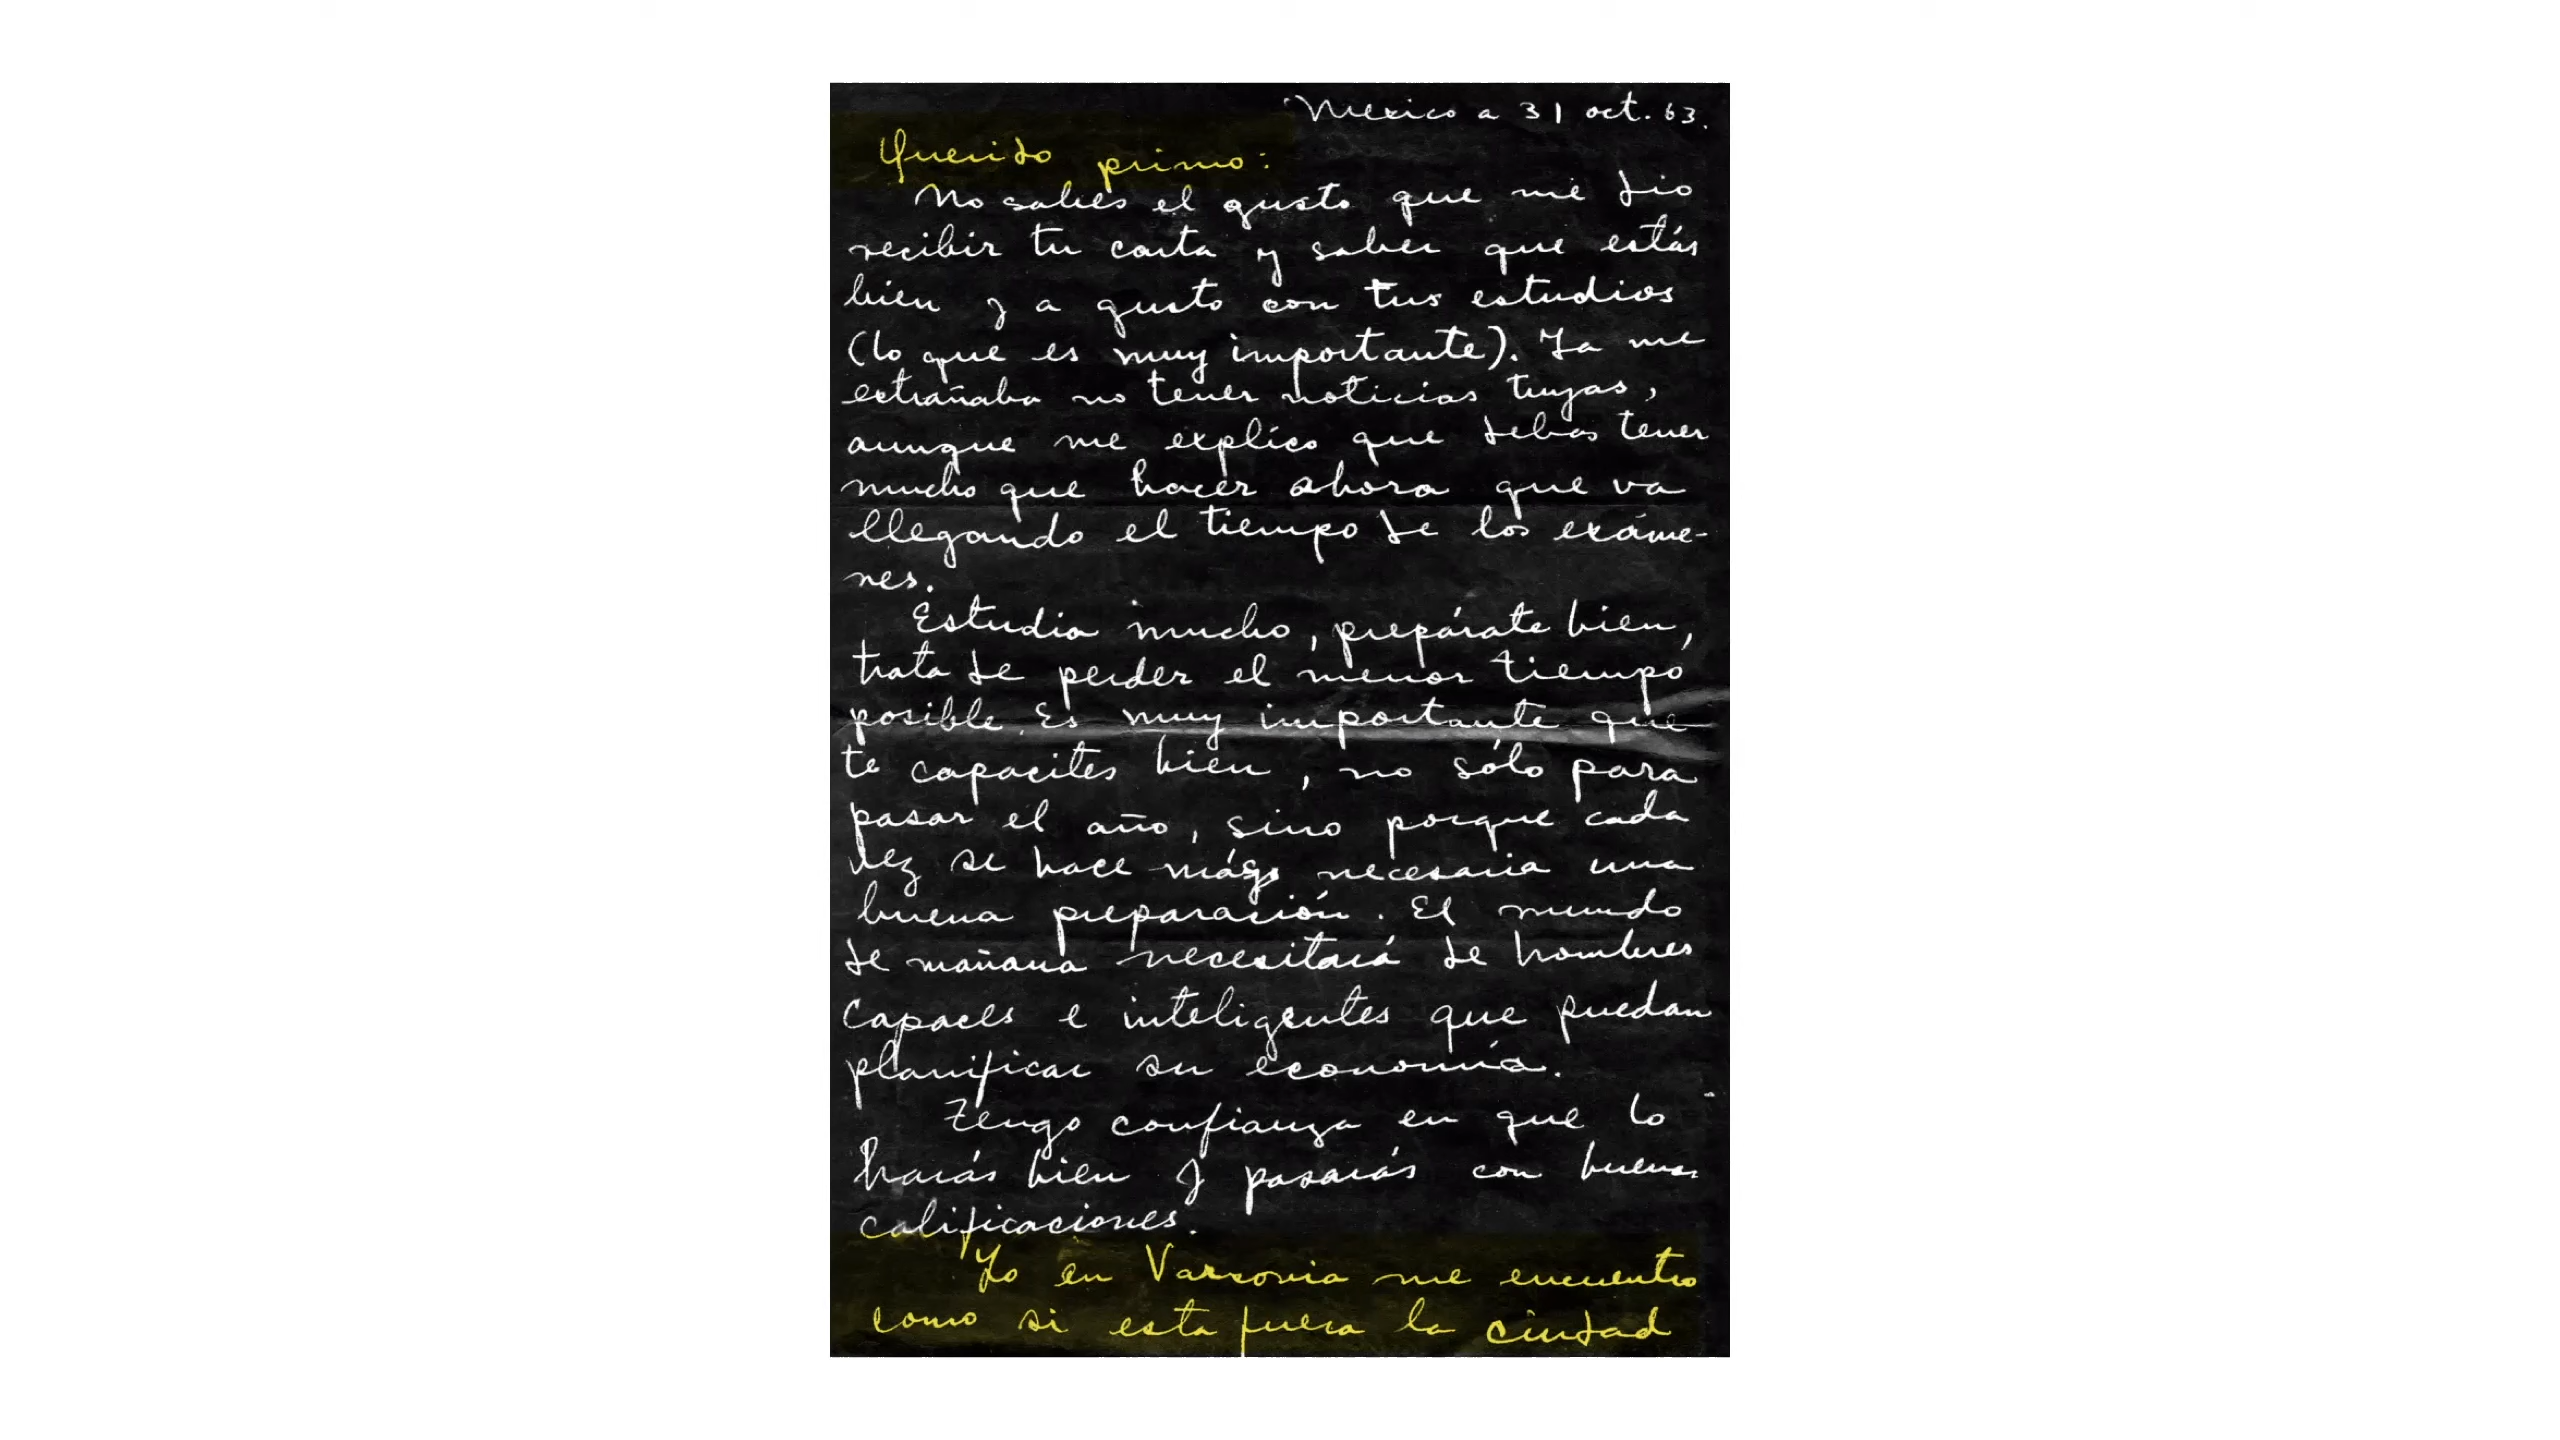 Mexico a 31 oct. 63.
Querido primo:
No sabes el gusto que me dio
recibir tu carta y saber que estás
bien y a gusto con tus estudios
(lo que es muy importante). Ya me
extrañaba no tener noticias tuyas,
aunque me explico que debas tener
mucho que hacer ahora que va
llegando el tiempo de los exáme-
nes.
Estudia mucho, prepárate bien,
trata de perder el menor tiempo
posible. Es muy importante que
te capacites bien, no sólo para
pasar el año, sino porque cada
vez se hace más necesaria una
buena preparación. El mundo
de mañana necesitará de hombres
capaces e inteligentes que puedan
planificar su economía.
Tengo confianza en que lo
harás bien y pasarás con buenas
calificaciones.
Yo en Varsovia me encuentro
como si esta fuera la ciudad